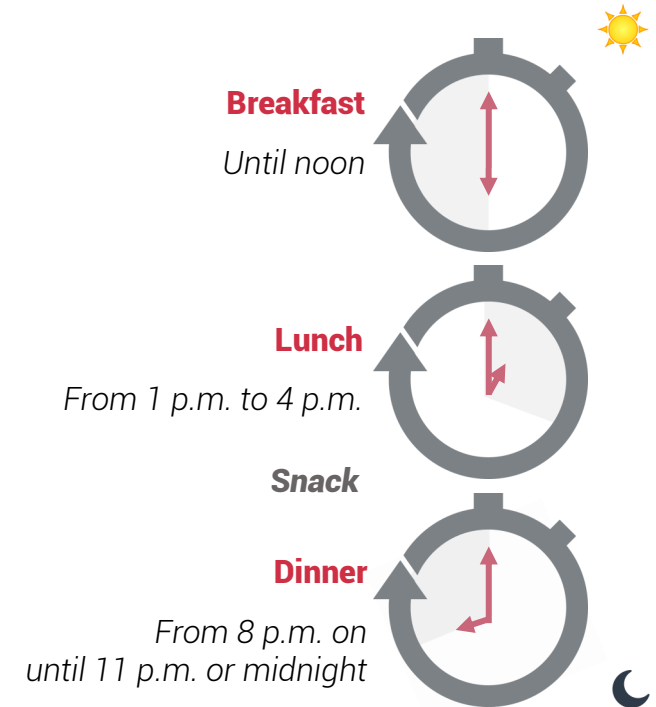 Breakfast
Until noon
Lunch
From 1 p.m. to 4 p.m.
Snack
Dinner
From 8 p.m. on
until 11 p.m. or midnight